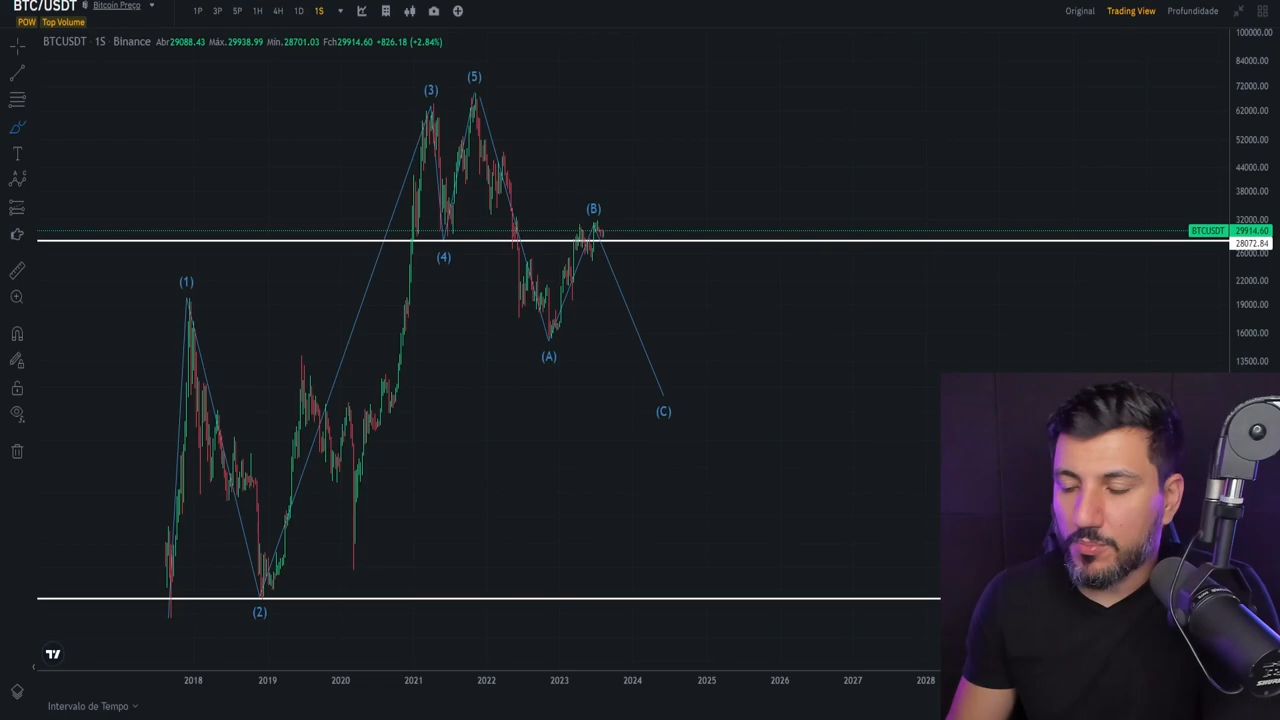 BTC/USDT Bitcoin Preço
POW Top Volume
1P 3P 5P 1H 4H 1D 1S
Original Trading View Profundidade
BTCUSDT · 1S · Binance Abr29088.43 Máx.29938.99 Mín.28701.03 Fch29914.60 +826.18 (+2.84%)
100000.00
84000.00
72000.00
62000.00
52000.00
44000.00
38000.00
32000.00
BTCUSDT 29914.60
28072.84
26000.00
22000.00
19000.00
16000.00
13500.00
(5)
(3)
(B)
(4)
(1)
(A)
(C)
(2)
2018 2019 2020 2021 2022 2023 2024 2025 2026 2027 2028
Intervalo de Tempo